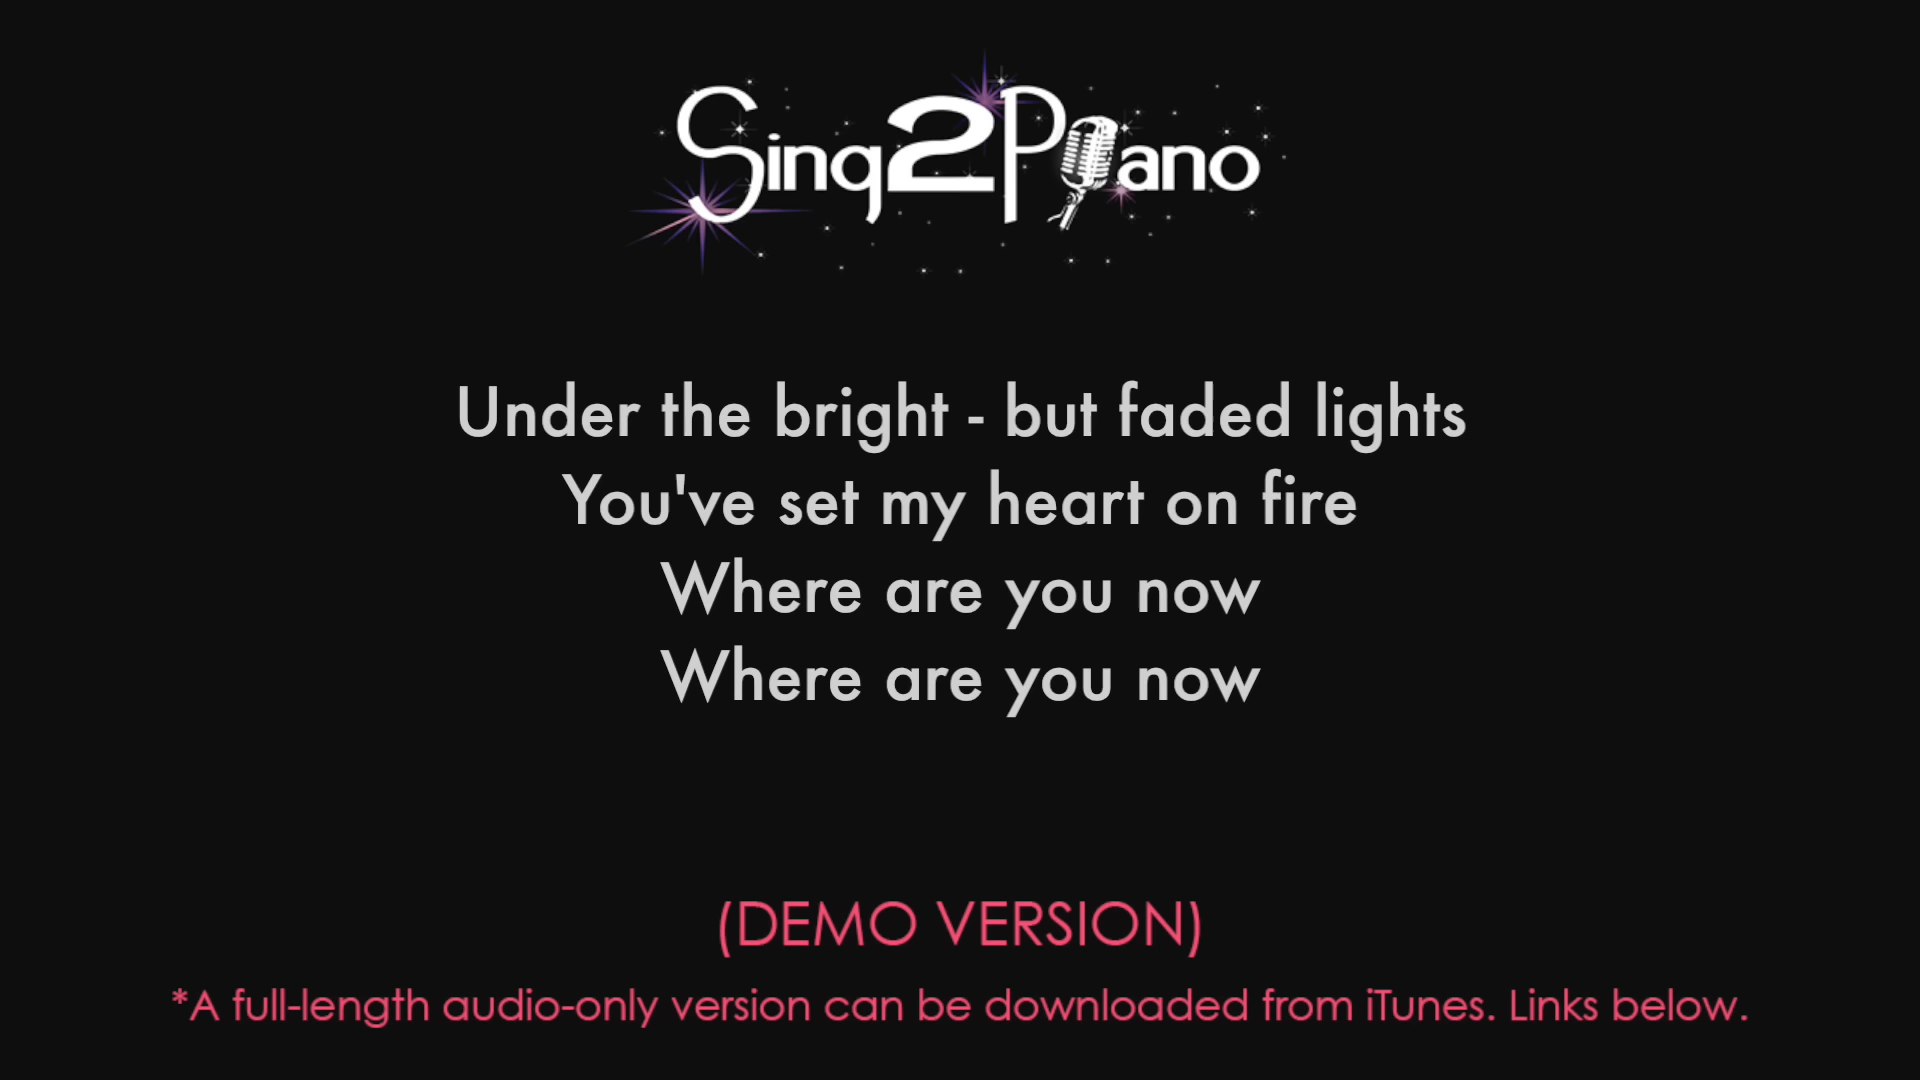 Sing2Piano
Under the bright - but faded lights
You've set my heart on fire
Where are you now
Where are you now
(DEMO VERSION)
*A full-length audio-only version can be downloaded from iTunes. Links below.